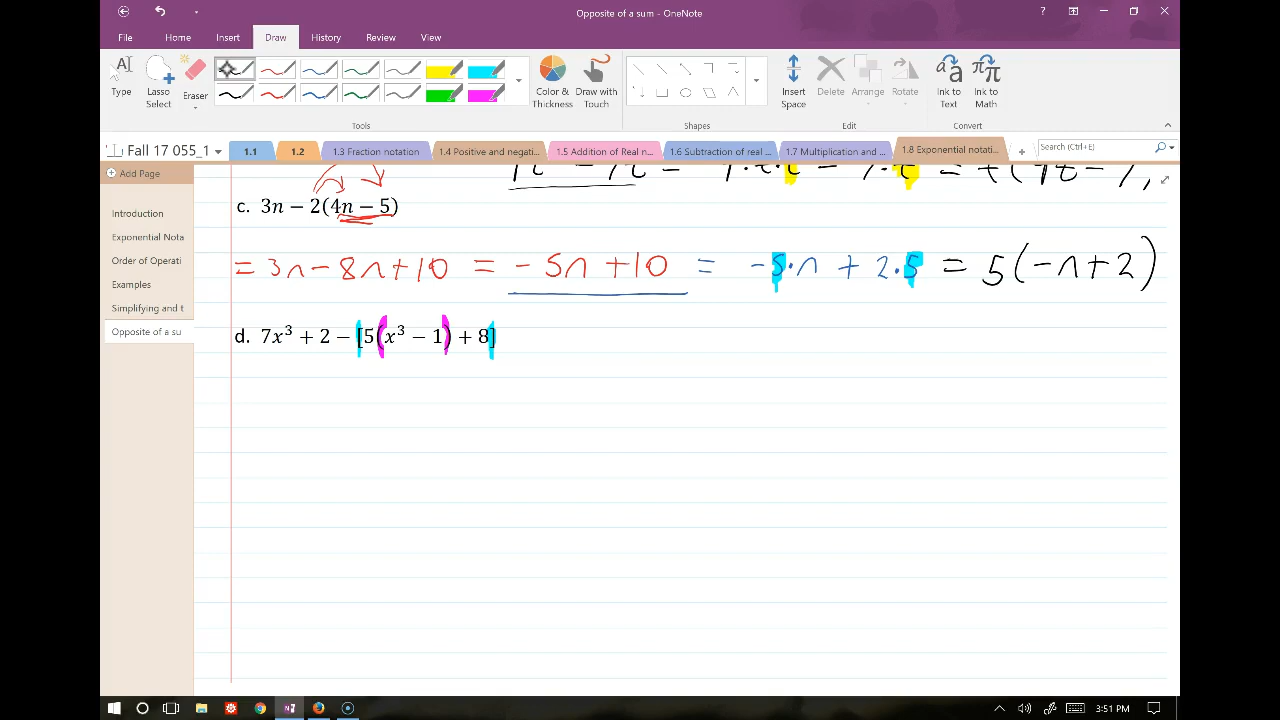 Opposite of a sum - OneNote
File Home Insert Draw History Review View
Type Lasso Select Eraser Color & Thickness Draw with Touch Insert Space Delete Arrange Rotate Ink to Text Ink to Math
Tools Shapes Edit Convert
Fall 17 055_1 1.1 1.2 1.3 Fraction notation 1.4 Positive and negati... 1.5 Addition of Real n... 1.6 Subtraction of real ... 1.7 Multiplication and ... 1.8 Exponential notati... Search (Ctrl+E)
Add Page
Introduction
Exponential Nota
Order of Operati
Examples
Simplifying and t
Opposite of a su
c. 3n − 2(4n − 5)
= 3n − 8n + 10 = − 5n + 10 = − 5·n + 2·5 = 5(−n+2)
d. 7x³ + 2 − [5(x³ − 1) + 8]
3:51 PM